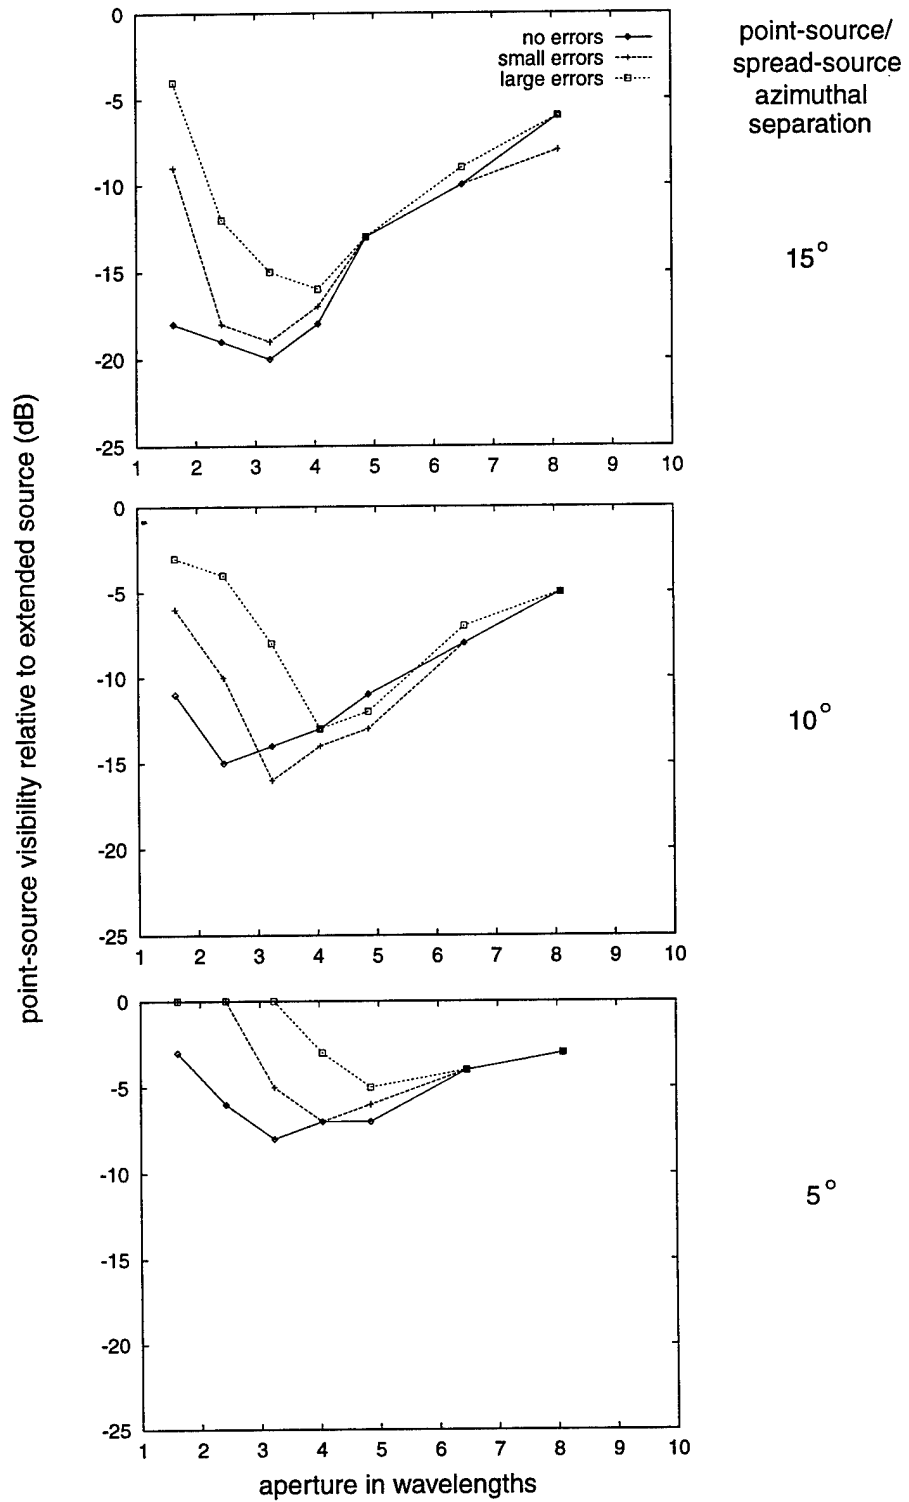 point-source/
spread-source
azimuthal
separation
no errors
small errors
large errors
0
-5
-10
-15
-20
-25
1 2 3 4 5 6 7 8 9 10
15°
point-source visibility relative to extended source (dB)
0
-5
-10
-15
-20
-25
1 2 3 4 5 6 7 8 9 10
10°
0
-5
-10
-15
-20
-25
1 2 3 4 5 6 7 8 9 10
5°
aperture in wavelengths